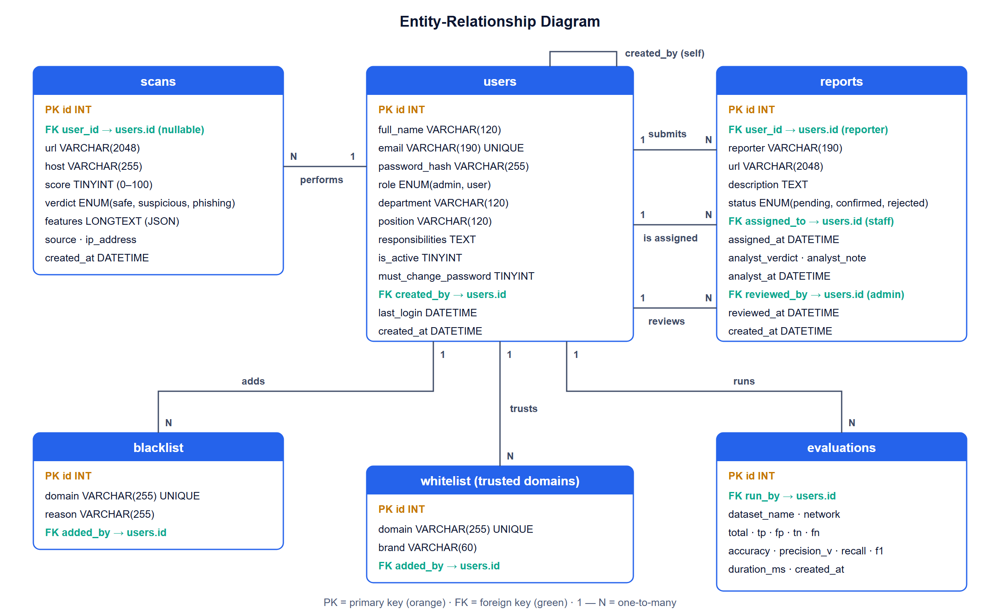 Entity-Relationship Diagram
created_by (self)
scans
PK id INT
FK user_id → users.id (nullable)
url VARCHAR(2048)
host VARCHAR(255)
score TINYINT (0–100)
verdict ENUM(safe, suspicious, phishing)
features LONGTEXT (JSON)
source · ip_address
created_at DATETIME
N
1
performs
users
PK id INT
full_name VARCHAR(120)
email VARCHAR(190) UNIQUE
password_hash VARCHAR(255)
role ENUM(admin, user)
department VARCHAR(120)
position VARCHAR(120)
responsibilities TEXT
is_active TINYINT
must_change_password TINYINT
FK created_by → users.id
last_login DATETIME
created_at DATETIME
1 submits N
1 N
is assigned
1 N
reviews
reports
PK id INT
FK user_id → users.id (reporter)
reporter VARCHAR(190)
url VARCHAR(2048)
description TEXT
status ENUM(pending, confirmed, rejected)
FK assigned_to → users.id (staff)
assigned_at DATETIME
analyst_verdict · analyst_note
analyst_at DATETIME
FK reviewed_by → users.id (admin)
reviewed_at DATETIME
created_at DATETIME
1
1
1
adds
trusts
runs
N
N
N
blacklist
PK id INT
domain VARCHAR(255) UNIQUE
reason VARCHAR(255)
FK added_by → users.id
whitelist (trusted domains)
PK id INT
domain VARCHAR(255) UNIQUE
brand VARCHAR(60)
FK added_by → users.id
evaluations
PK id INT
FK run_by → users.id
dataset_name · network
total · tp · fp · tn · fn
accuracy · precision_v · recall · f1
duration_ms · created_at
PK = primary key (orange) · FK = foreign key (green) · 1 — N = one-to-many